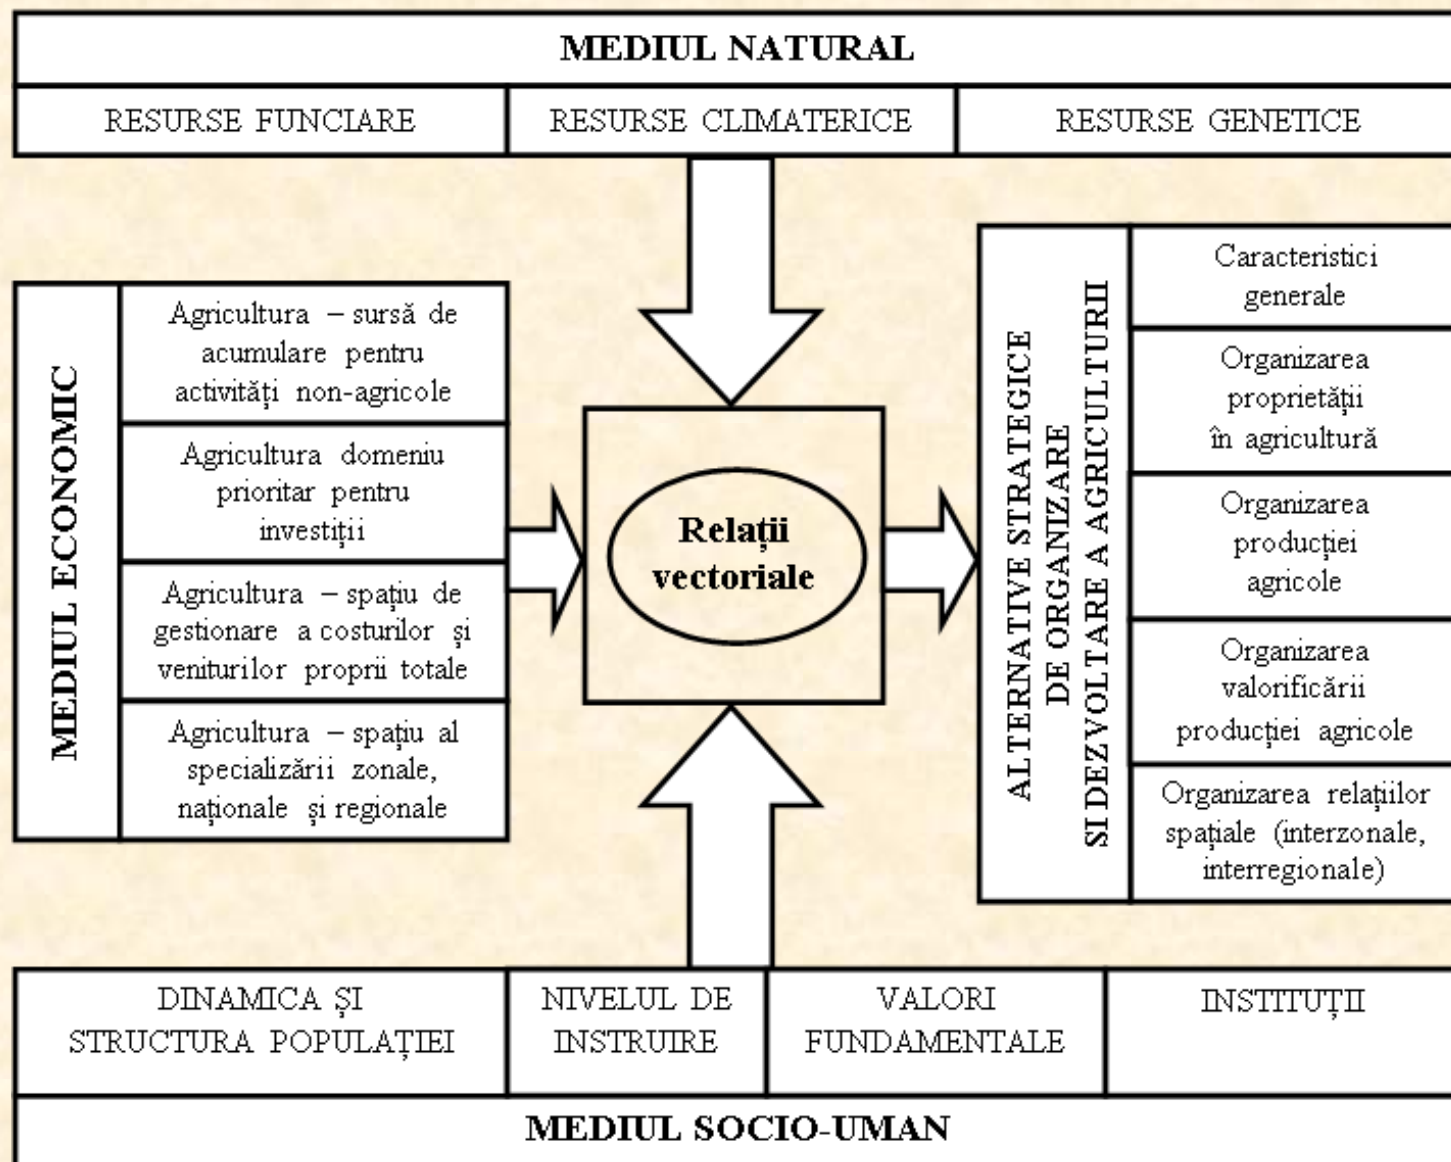 MEDIUL NATURAL
RESURSE FUNCIARE
RESURSE CLIMATERICE
RESURSE GENETICE
MEDIUL ECONOMIC
Agricultura – sursă de
acumulare pentru
activități non-agricole
Agricultura domeniu
prioritar pentru
investiții
Agricultura – spațiu de
gestionare a costurilor și
veniturilor proprii totale
Agricultura – spațiu al
specializării zonale,
naționale și regionale
Relații
vectoriale
ALTERNATIVE STRATEGICE
DE ORGANIZARE
SI DEZVOLTARE A AGRICULTURII
Caracteristici
generale
Organizarea
proprietății
în agricultură
Organizarea
producției
agricole
Organizarea
valorificării
producției agricole
Organizarea relațiilor
spațiale (interzonale,
interregionale)
DINAMICA ȘI
STRUCTURA POPULAȚIEI
NIVELUL DE
INSTRUIRE
VALORI
FUNDAMENTALE
INSTITUȚII
MEDIUL SOCIO-UMAN